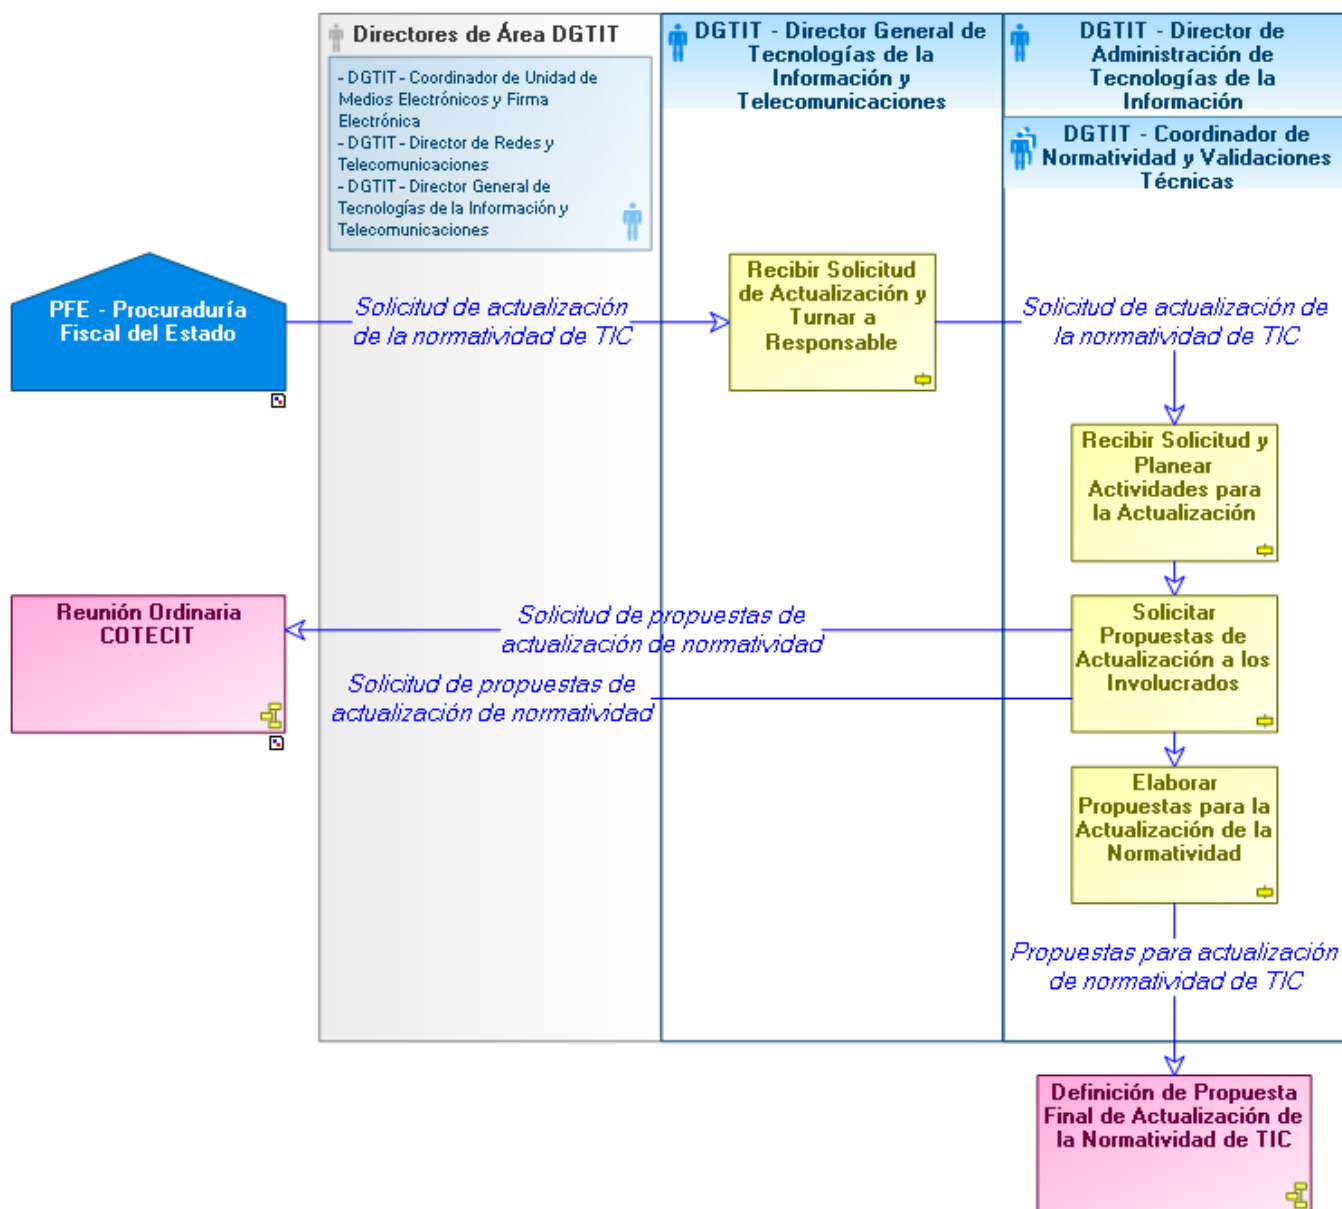 Directores de Área DGTIT
- DGTIT - Coordinador de Unidad de
Medios Electrónicos y Firma
Electrónica
- DGTIT - Director de Redes y
Telecomunicaciones
- DGTIT - Director General de
Tecnologías de la Información y
Telecomunicaciones
DGTIT - Director General de
Tecnologías de la
Información y
Telecomunicaciones
DGTIT - Director de
Administración de
Tecnologías de la
Información
DGTIT - Coordinador de
Normatividad y Validaciones
Técnicas
PFE - Procuraduría
Fiscal del Estado
Solicitud de actualización
de la normatividad de TIC
Recibir Solicitud
de Actualización y
Turnar a
Responsable
Solicitud de actualización de
la normatividad de TIC
Recibir Solicitud y
Planear
Actividades para
la Actualización
Reunión Ordinaria
COTECIT
Solicitud de propuestas de
actualización de normatividad
Solicitud de propuestas de
actualización de normatividad
Solicitar
Propuestas de
Actualización a los
Involucrados
Elaborar
Propuestas para la
Actualización de la
Normatividad
Propuestas para actualización
de normatividad de TIC
Definición de Propuesta
Final de Actualización de
la Normatividad de TIC